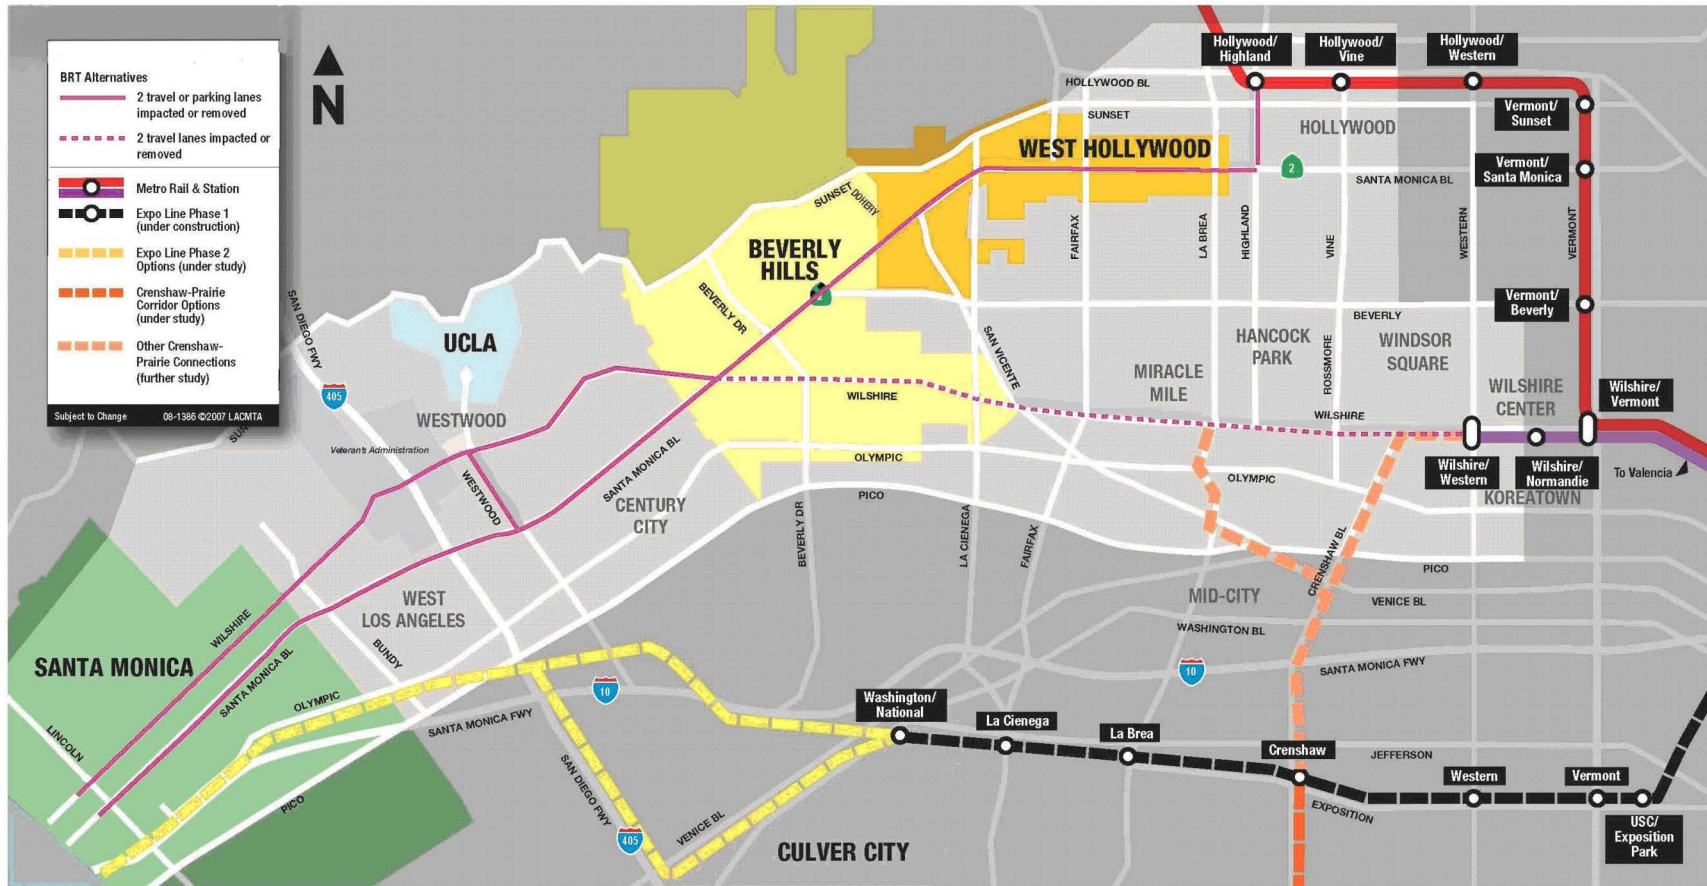 BRT Alternatives
2 travel or parking lanes
impacted or removed
2 travel lanes impacted or
removed
Metro Rail & Station
Expo Line Phase 1
(under construction)
Expo Line Phase 2
Options (under study)
Crenshaw-Prairie
Corridor Options
(under study)
Other Crenshaw-
Prairie Connections
(further study)
Subject to Change 08-1386 ©2007 LACMTA
N
Hollywood/
Highland
Hollywood/
Vine
Hollywood/
Western
HOLLYWOOD BL
SUNSET
HOLLYWOOD
Vermont/
Sunset
WEST HOLLYWOOD
2
SANTA MONICA BL
Vermont/
Santa Monica
SUNSET
DOHERY
FAIRFAX
LA BREA
HIGHLAND
VINE
WESTERN
VERMONT
BEVERLY
HILLS
2
BEVERLY DR
SAN VICENTE
BEVERLY
Vermont/
Beverly
SAN DIEGO FWY
UCLA
405
HANCOCK
PARK
ROSSMORE
WINDSOR
SQUARE
MIRACLE
MILE
WILSHIRE
CENTER
Wilshire/
Vermont
WILSHIRE
WILSHIRE
WESTWOOD
SUN
Veteran's Administration
SANTA MONICA BL
OLYMPIC
OLYMPIC
Wilshire/
Western
Wilshire/
Normandie
To Valencia
KOREATOWN
WESTWOOD
CENTURY
CITY
PICO
BEVERLY DR
LA CIENEGA
FAIRFAX
CRENSHAW BL
PICO
WEST
LOS ANGELES
MID-CITY
VENICE BL
WASHINGTON BL
WILSHIRE
BUNDY
SANTA MONICA
SANTA MONICA BL
OLYMPIC
10
10
SANTA MONICA FWY
SANTA MONICA FWY
LINCOLN
PICO
SAN DIEGO FWY
405
VENICE BL
Washington/
National
La Cienega
La Brea
Crenshaw
JEFFERSON
Western
Vermont
EXPOSITION
USC/
Exposition
Park
CULVER CITY